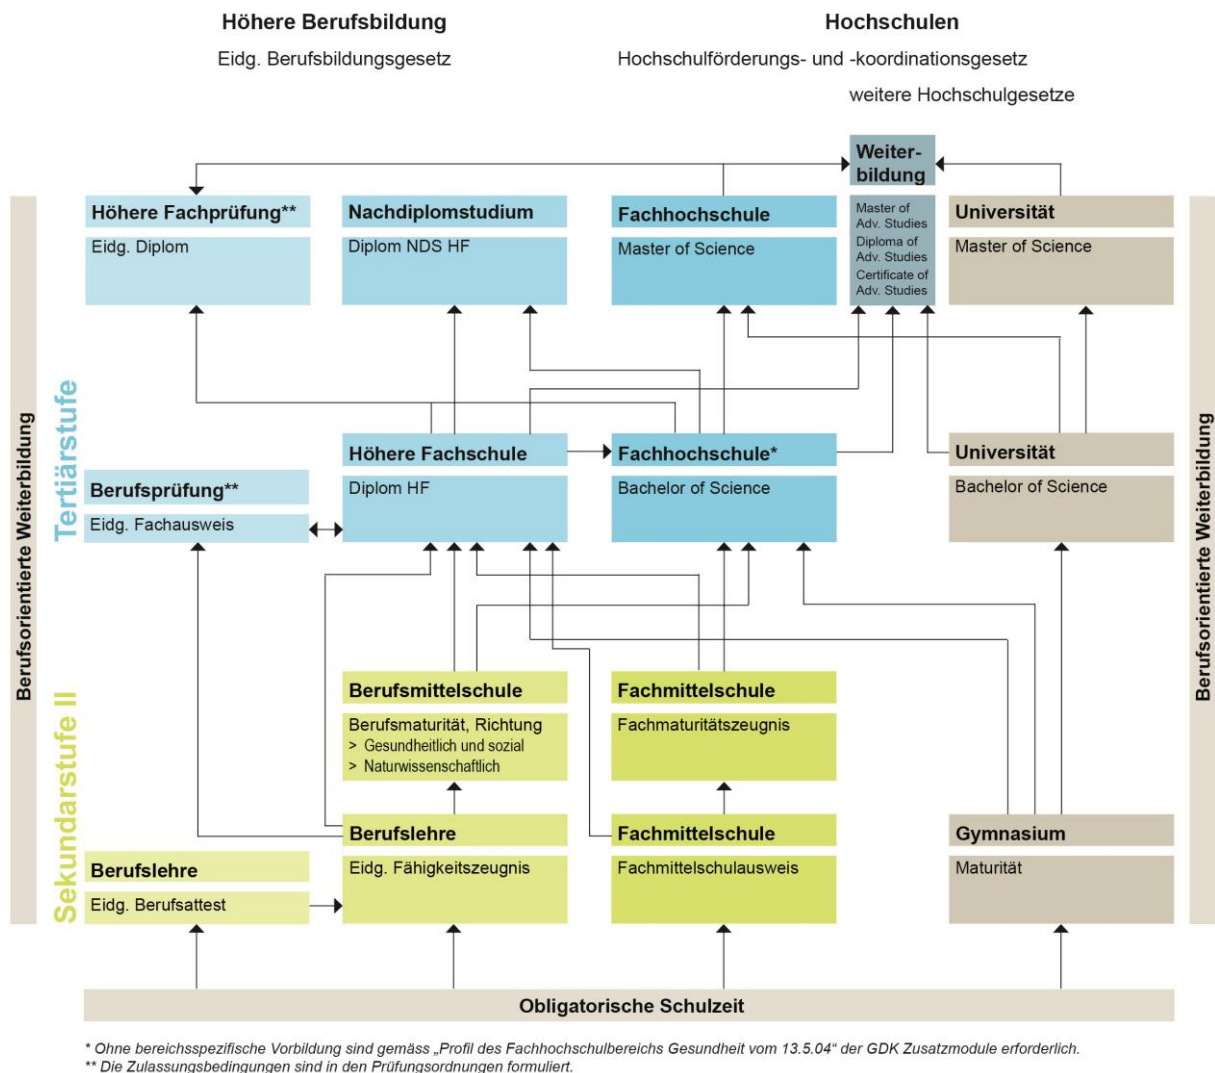 Höhere Berufsbildung
Eidg. Berufsbildungsgesetz
Hochschulen
Hochschulförderungs- und -koordinationsgesetz
weitere Hochschulgesetze
Weiter-
bildung
Master of
Adv. Studies
Diploma of
Adv. Studies
Certificate of
Adv. Studies
Höhere Fachprüfung**
Eidg. Diplom
Nachdiplomstudium
Diplom NDS HF
Fachhochschule
Master of Science
Universität
Master of Science
Berufsorientierte Weiterbildung
Tertiärstufe
Berufsprüfung**
Eidg. Fachausweis
Höhere Fachschule
Diplom HF
Fachhochschule*
Bachelor of Science
Universität
Bachelor of Science
Berufsorientierte Weiterbildung
Sekundarstufe II
Berufsmittelschule
Berufsmaturität, Richtung
> Gesundheitlich und sozial
> Naturwissenschaftlich
Fachmittelschule
Fachmaturitätszeugnis
Berufslehre
Eidg. Berufsattest
Berufslehre
Eidg. Fähigkeitszeugnis
Fachmittelschule
Fachmittelschulausweis
Gymnasium
Maturität
Obligatorische Schulzeit
* Ohne bereichsspezifische Vorbildung sind gemäss „Profil des Fachhochschulbereichs Gesundheit vom 13.5.04“ der GDK Zusatzmodule erforderlich.
** Die Zulassungsbedingungen sind in den Prüfungsordnungen formuliert.